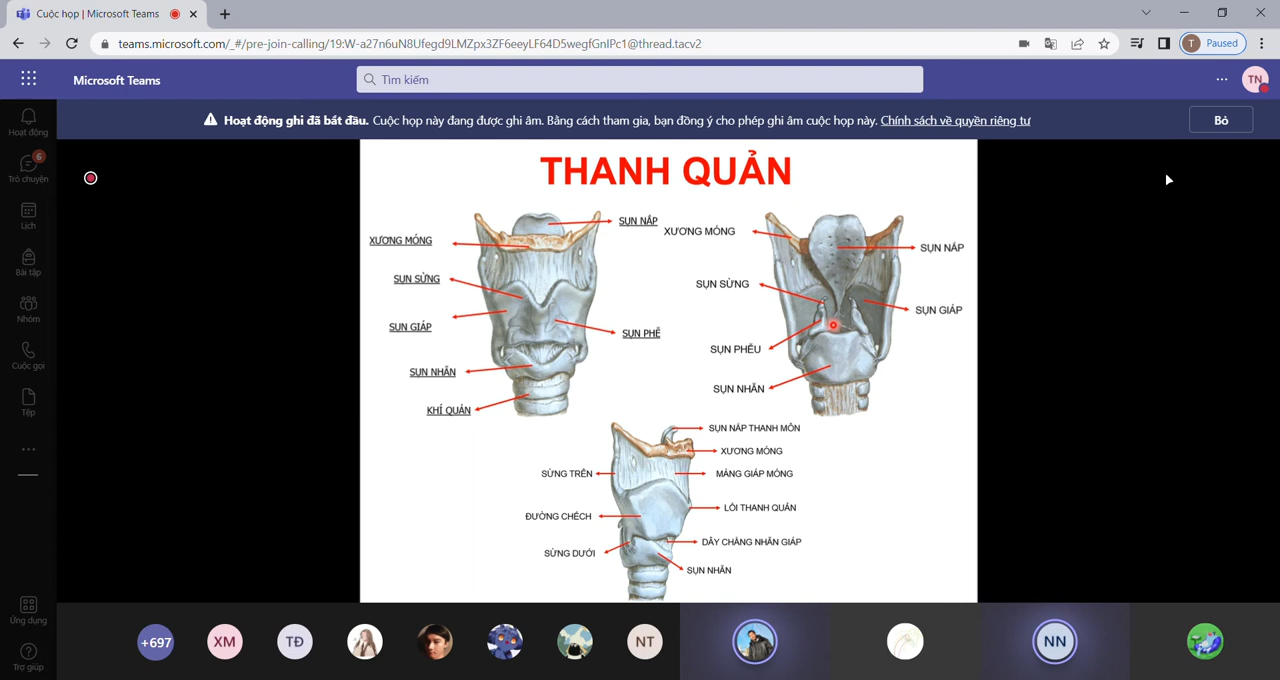 Cuộc họp | Microsoft Teams
teams.microsoft.com/_#/pre-join-calling/19:W-a27n6uN8Ufegd9LMZpx3ZF6eeyLF64D5wegfGnIPc1@thread.tacv2
T Paused
Microsoft Teams
Tìm kiếm
TN
Hoạt động ghi đã bắt đầu. Cuộc họp này đang được ghi âm. Bằng cách tham gia, bạn đồng ý cho phép ghi âm cuộc họp này. Chính sách về quyền riêng tư
Bỏ
Hoạt động
6
Trò chuyện
Lịch
Bài tập
Nhóm
Cuộc gọi
Tệp
Ứng dụng
Trợ giúp
THANH QUẢN
SỤN NẮP
XƯƠNG MÓNG
SỤN SỪNG
SỤN GIÁP
SỤN PHỄ
SỤN NHẪN
KHÍ QUẢN
XƯƠNG MÓNG
SỤN NẮP
SỤN SỪNG
SỤN GIÁP
SỤN PHỄU
SỤN NHẪN
SỤN NẮP THANH MÔN
XƯƠNG MÓNG
SỪNG TRÊN
MÀNG GIÁP MÓNG
LỒI THANH QUẢN
ĐƯỜNG CHẾCH
DÂY CHẰNG NHẪN GIÁP
SỪNG DƯỚI
SỤN NHẪN
+697
XM
TĐ
NT
NN